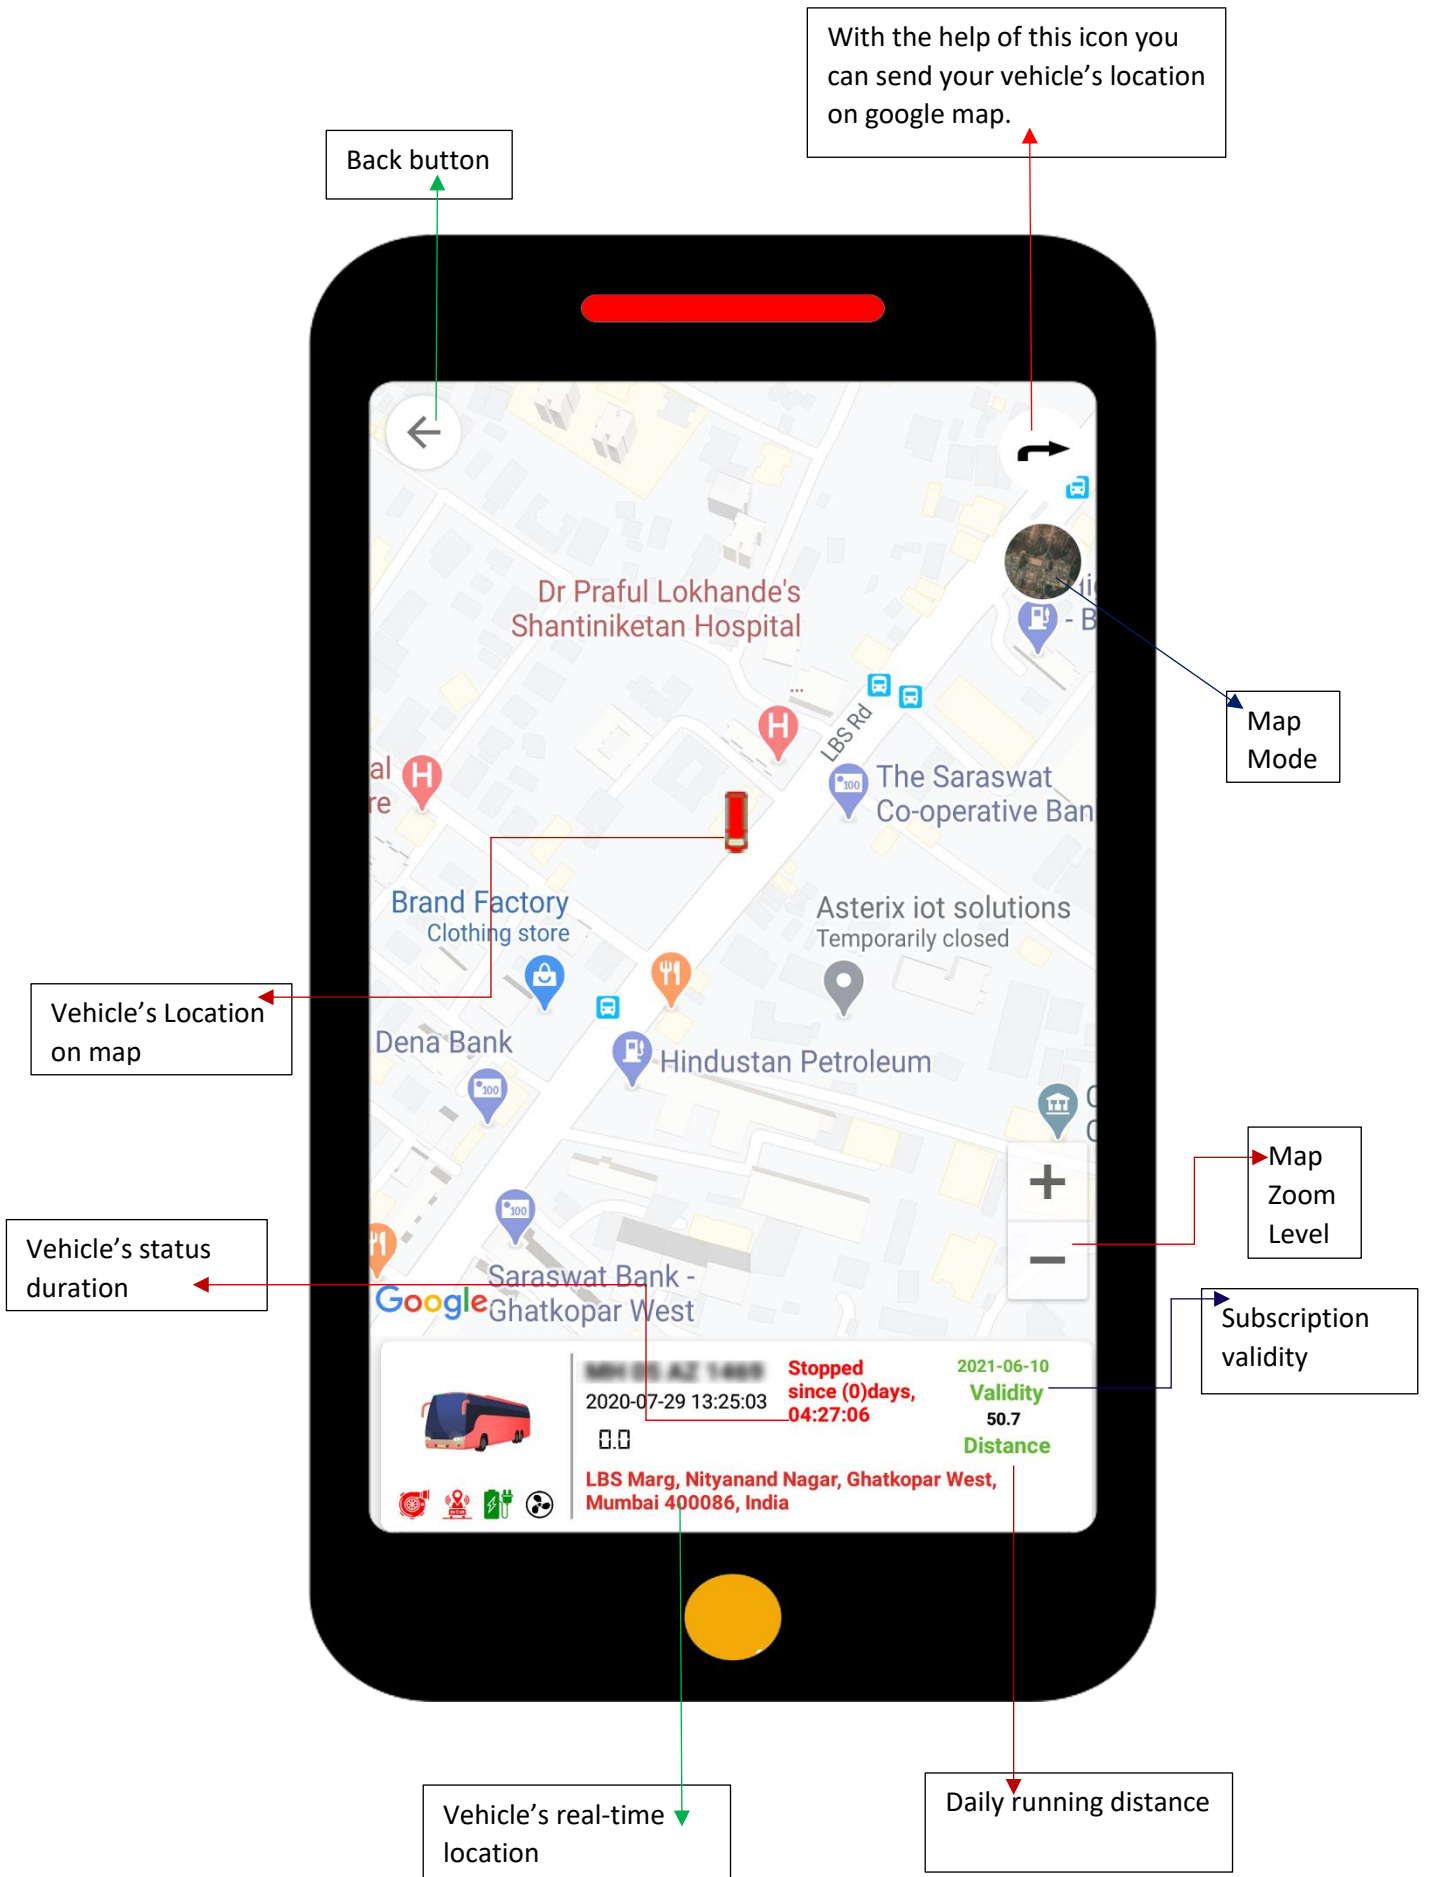 With the help of this icon you
can send your vehicle’s location
on google map.
Back button
Dr Praful Lokhande's
Shantiniketan Hospital
...
- B
Map
Mode
LBS Rd
al
re
The Saraswat
Co-operative Ban
Brand Factory
Clothing store
Asterix iot solutions
Temporarily closed
Vehicle’s Location
on map
Dena Bank
Hindustan Petroleum
Map
Zoom
Level
+
−
Vehicle’s status
duration
Saraswat Bank -
Ghatkopar West
Google
Subscription
validity
Stopped
since (0)days,
04:27:06
2020-07-29 13:25:03
0.0
2021-06-10
Validity
50.7
Distance
LBS Marg, Nityanand Nagar, Ghatkopar West,
Mumbai 400086, India
Vehicle’s real-time
location
Daily running distance